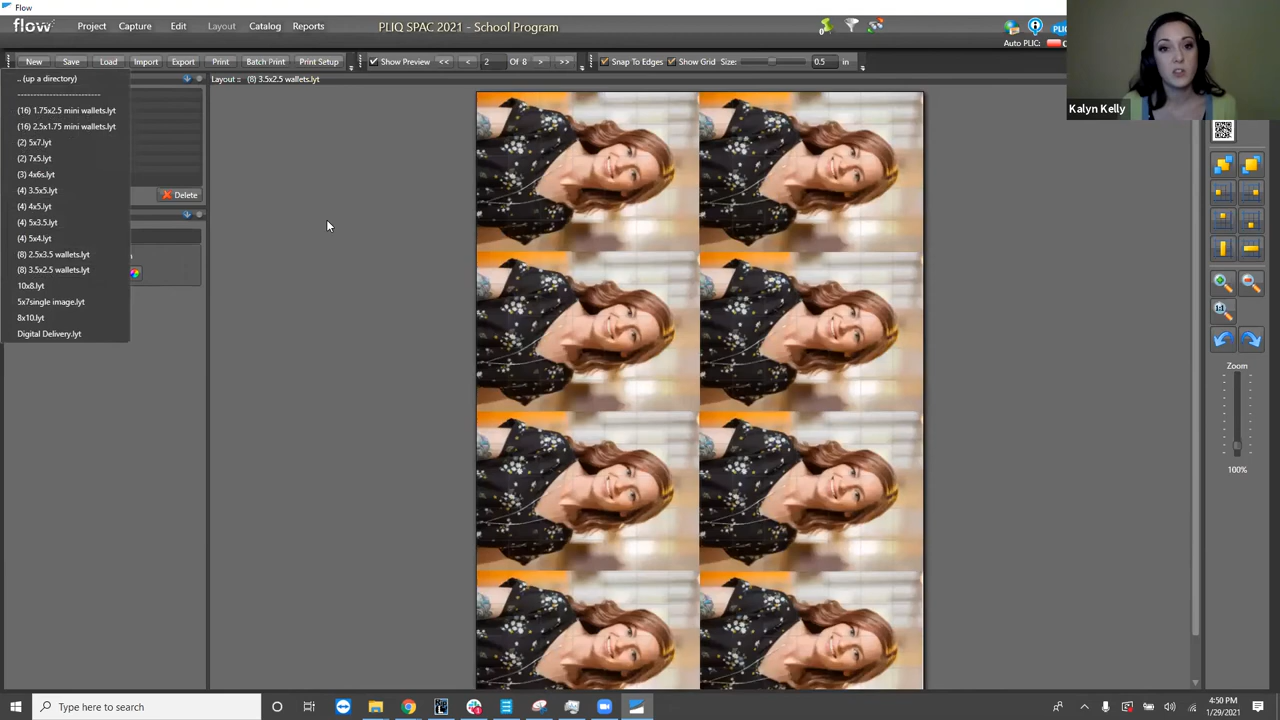 Flow
flow
Project Capture Edit Layout Catalog Reports
PLIQ SPAC 2021 - School Program
Auto PLIC:
New Save Load Import Export Print Batch Print Print Setup
Show Preview << < 2 Of 8 > >>
Snap To Edges Show Grid Size: 0.5 in
Layout :: (8) 3.5x2.5 wallets.lyt
.. (up a directory)
---------------------------
(16) 1.75x2.5 mini wallets.lyt
(16) 2.5x1.75 mini wallets.lyt
(2) 5x7.lyt
(2) 7x5.lyt
(3) 4x6s.lyt
(4) 3.5x5.lyt
(4) 4x5.lyt
(4) 5x3.5.lyt
(4) 5x4.lyt
(8) 2.5x3.5 wallets.lyt
(8) 3.5x2.5 wallets.lyt
10x8.lyt
5x7single image.lyt
8x10.lyt
Digital Delivery.lyt
Delete
Kalyn Kelly
1:1
Zoom
100%
Type here to search
4:50 PM
1/29/2021